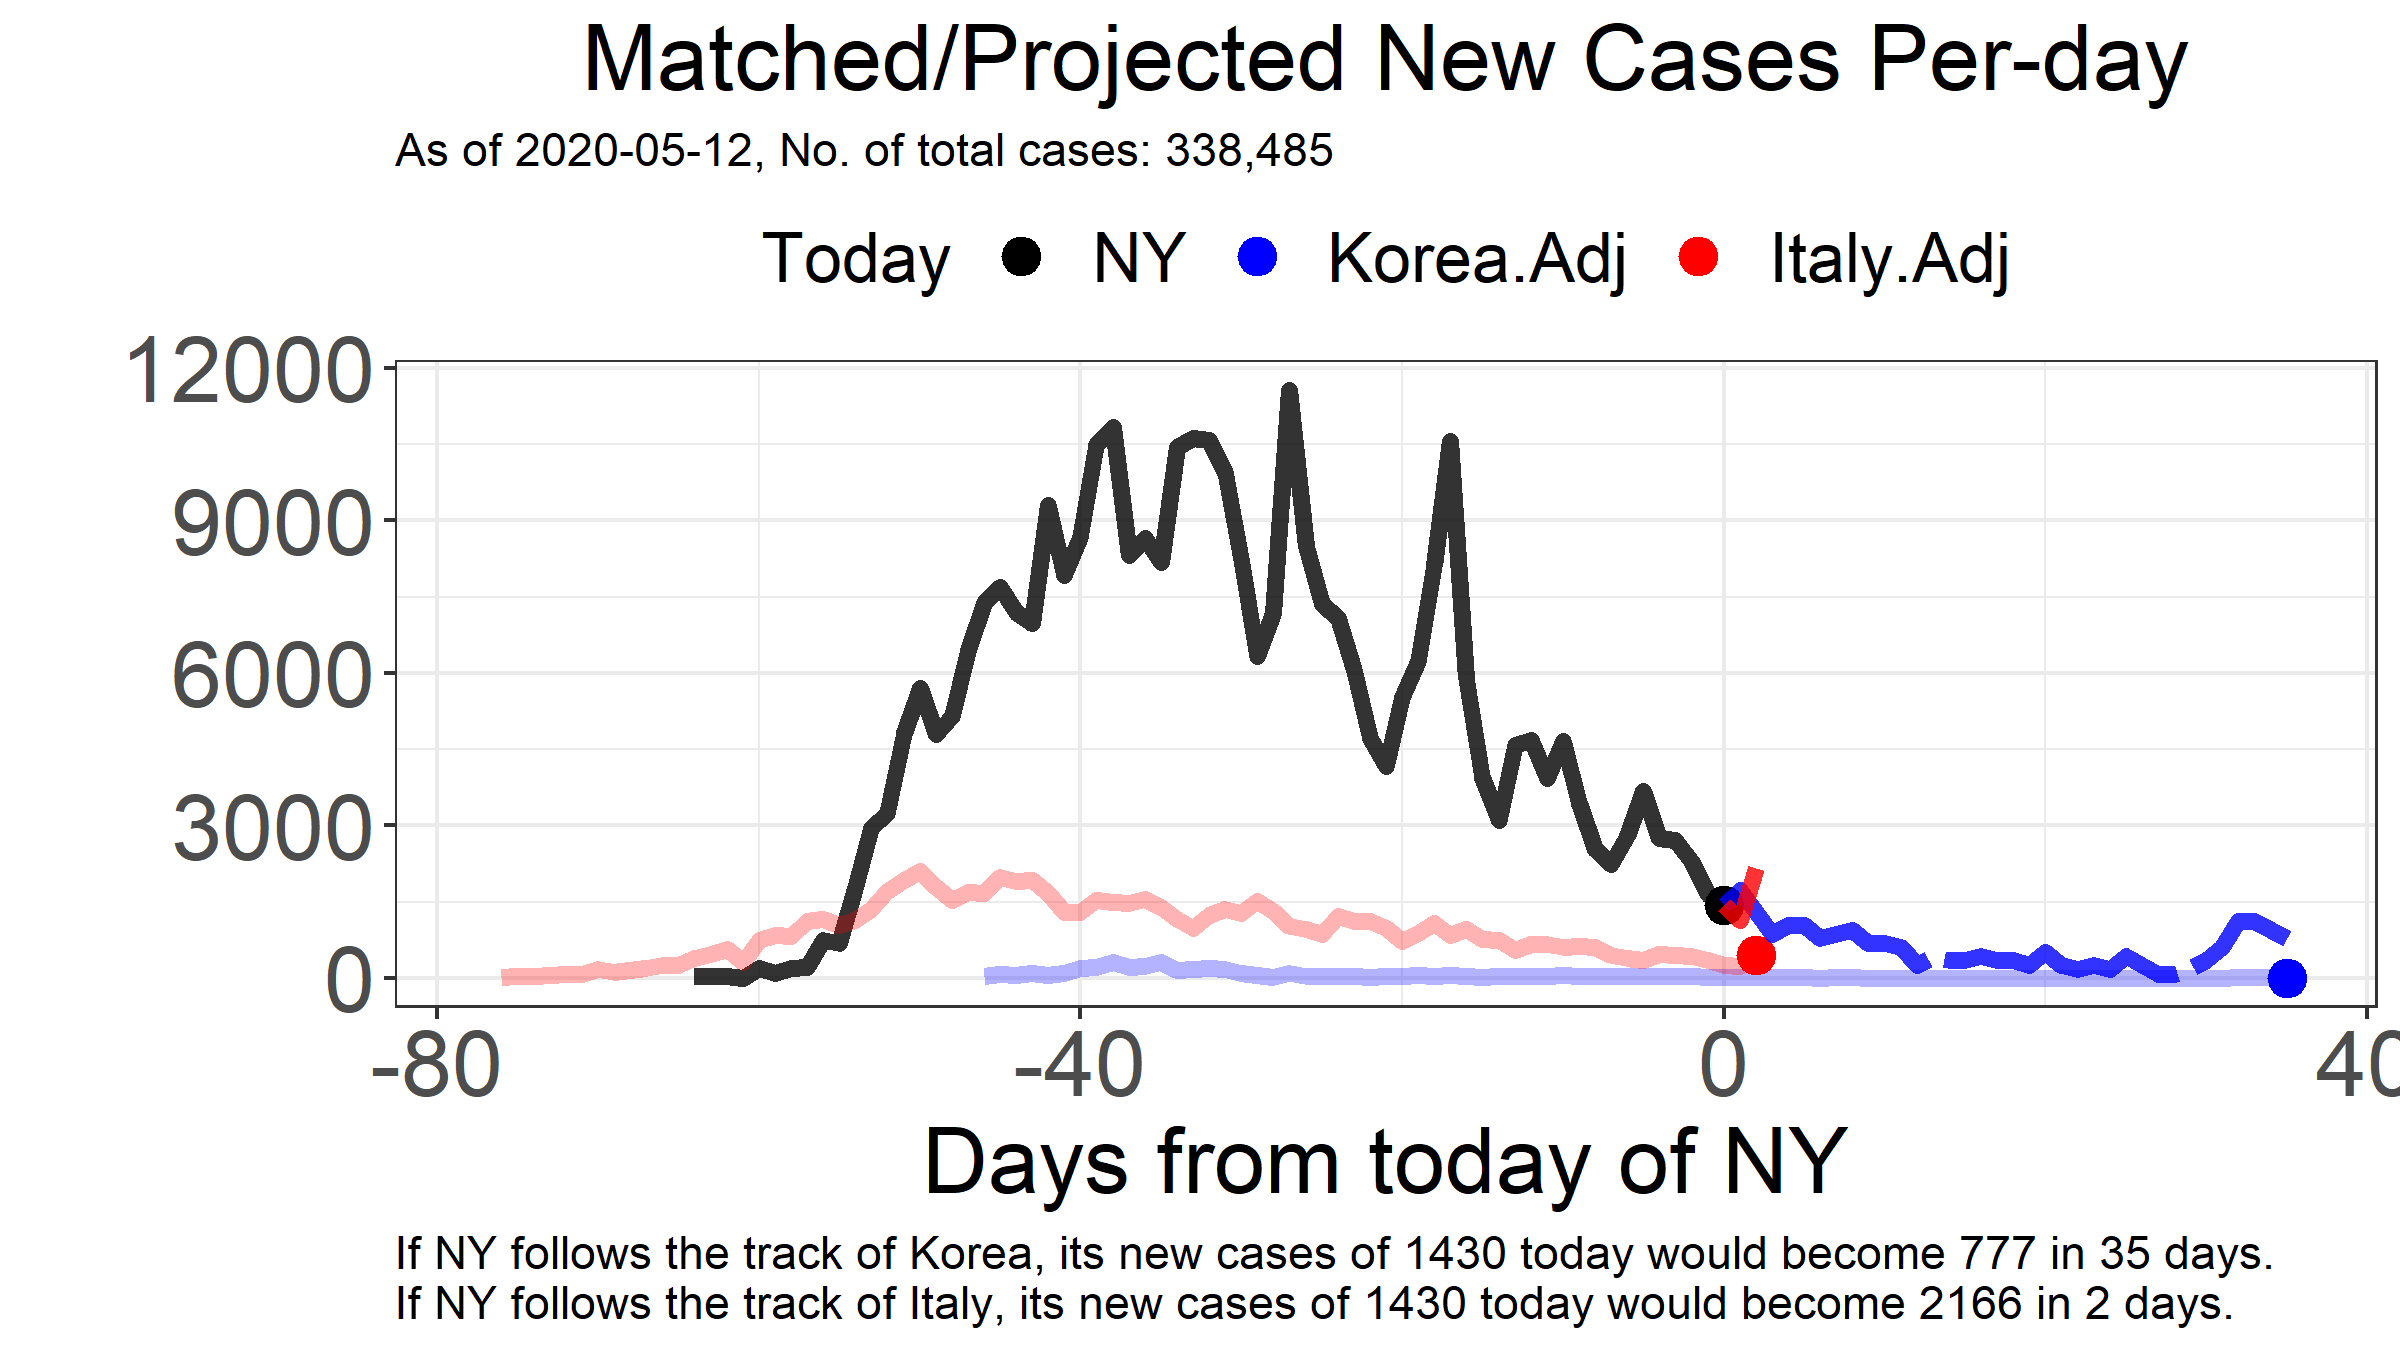 Matched/Projected New Cases Per-day
As of 2020-05-12, No. of total cases: 338,485
Today NY Korea.Adj Italy.Adj
12000
9000
6000
3000
0
-80 -40 0 40
Days from today of NY
If NY follows the track of Korea, its new cases of 1430 today would become 777 in 35 days.
If NY follows the track of Italy, its new cases of 1430 today would become 2166 in 2 days.